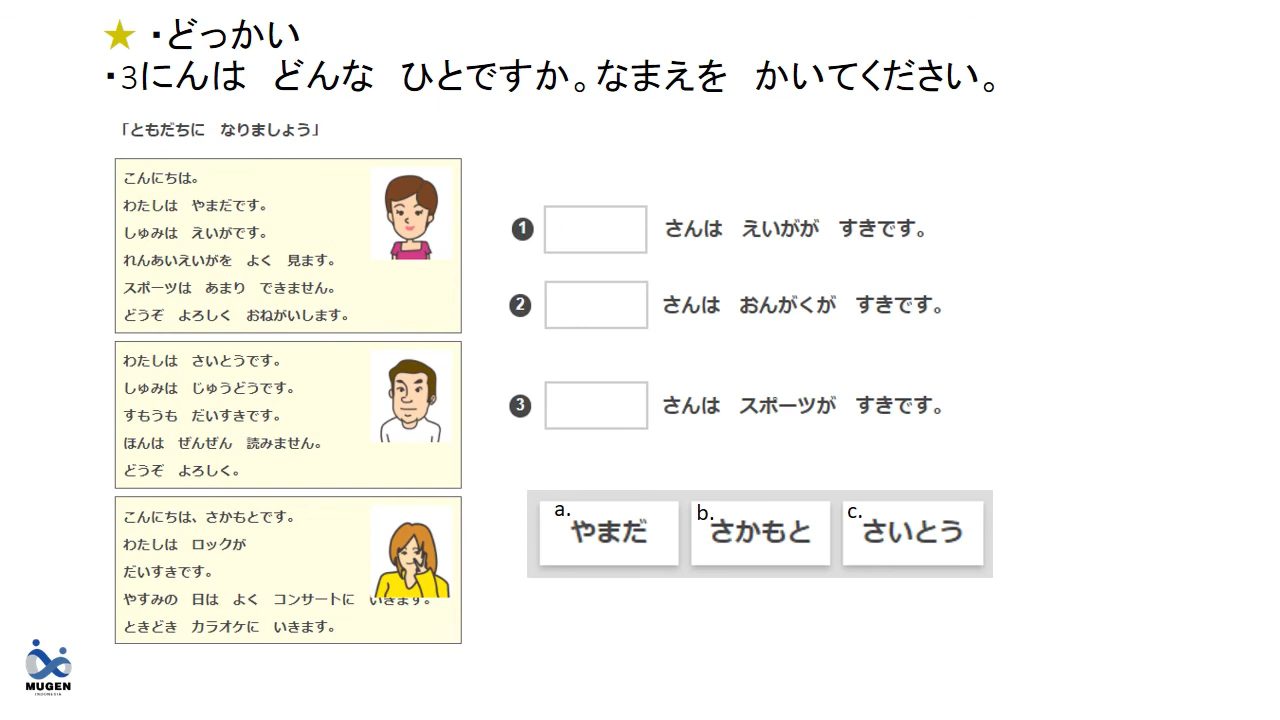 ★・どっかい
・3にんは　どんな　ひとですか。なまえを　かいてください。
「ともだちに　なりましょう」
こんにちは。
わたしは　やまだです。
しゅみは　えいがです。
れんあいえいがを　よく　見ます。
スポーツは　あまり　できません。
どうぞ　よろしく　おねがいします。
わたしは　さいとうです。
しゅみは　じゅうどうです。
すもうも　だいすきです。
ほんは　ぜんぜん　読みません。
どうぞ　よろしく。
こんにちは、さかもとです。
わたしは　ロックが
だいすきです。
やすみの　日は　よく　コンサートに　いきます。
ときどき　カラオケに　いきます。
1 さんは　えいがが　すきです。
2 さんは　おんがくが　すきです。
3 さんは　スポーツが　すきです。
a. やまだ
b. さかもと
c. さいとう
MUGEN
INDONESIA